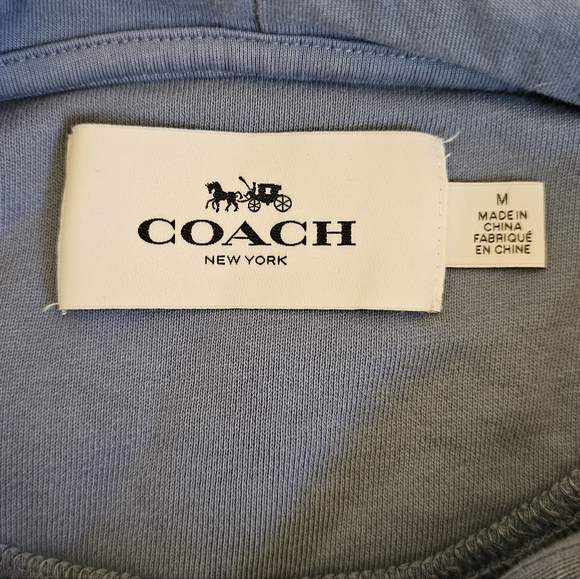 COACH
NEW YORK
M
MADE IN
CHINA
FABRIQUÉ
EN CHINE